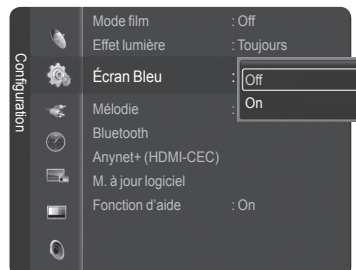 Configuration
Mode film : Off
Effet lumière : Toujours
Écran Bleu : Off
On
Mélodie :
Bluetooth
Anynet+ (HDMI-CEC)
M. à jour logiciel
Fonction d’aide : On